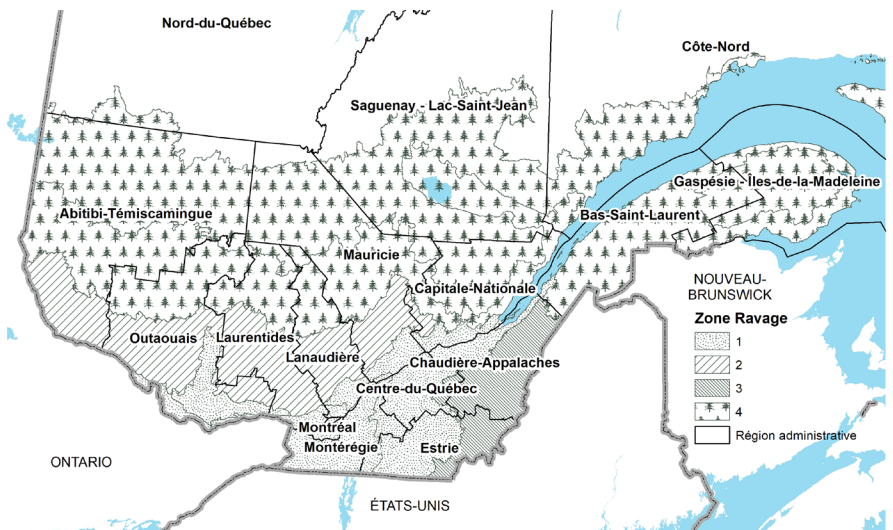 Nord-du-Québec
Côte-Nord
Saguenay - Lac-Saint-Jean
Gaspésie - Îles-de-la-Madeleine
Abitibi-Témiscamingue
Bas-Saint-Laurent
Mauricie
Capitale-Nationale
NOUVEAU-
BRUNSWICK
Zone Ravage
Outaouais
Laurentides
1
Lanaudière
Chaudière-Appalaches
2
Centre-du-Québec
3
4
Montréal
Région administrative
Montérégie
Estrie
ONTARIO
ÉTATS-UNIS